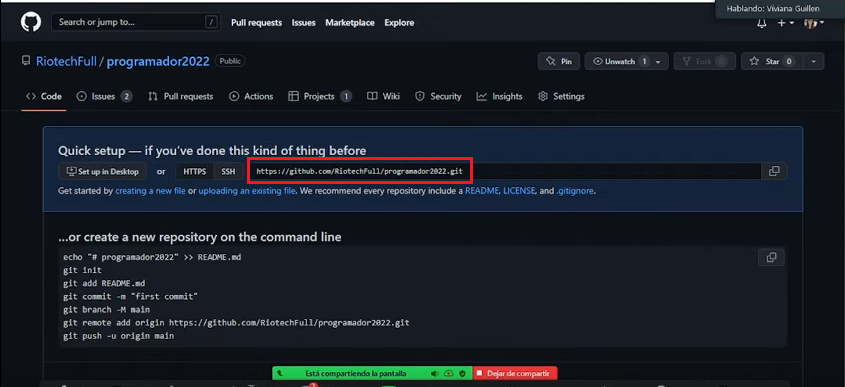 Hablando: Viviana Guillen
Search or jump to... / Pull requests Issues Marketplace Explore
RiotechFull / programador2022 Public
Pin Unwatch 1 Fork 0 Star 0
Code Issues 2 Pull requests Actions Projects 1 Wiki Security Insights Settings
Quick setup — if you've done this kind of thing before
Set up in Desktop or HTTPS SSH https://github.com/RiotechFull/programador2022.git
Get started by creating a new file or uploading an existing file. We recommend every repository include a README, LICENSE, and .gitignore.
...or create a new repository on the command line
echo "# programador2022" >> README.md
git init
git add README.md
git commit -m "first commit"
git branch -M main
git remote add origin https://github.com/RiotechFull/programador2022.git
git push -u origin main
Está compartiendo la pantalla Dejar de compartir